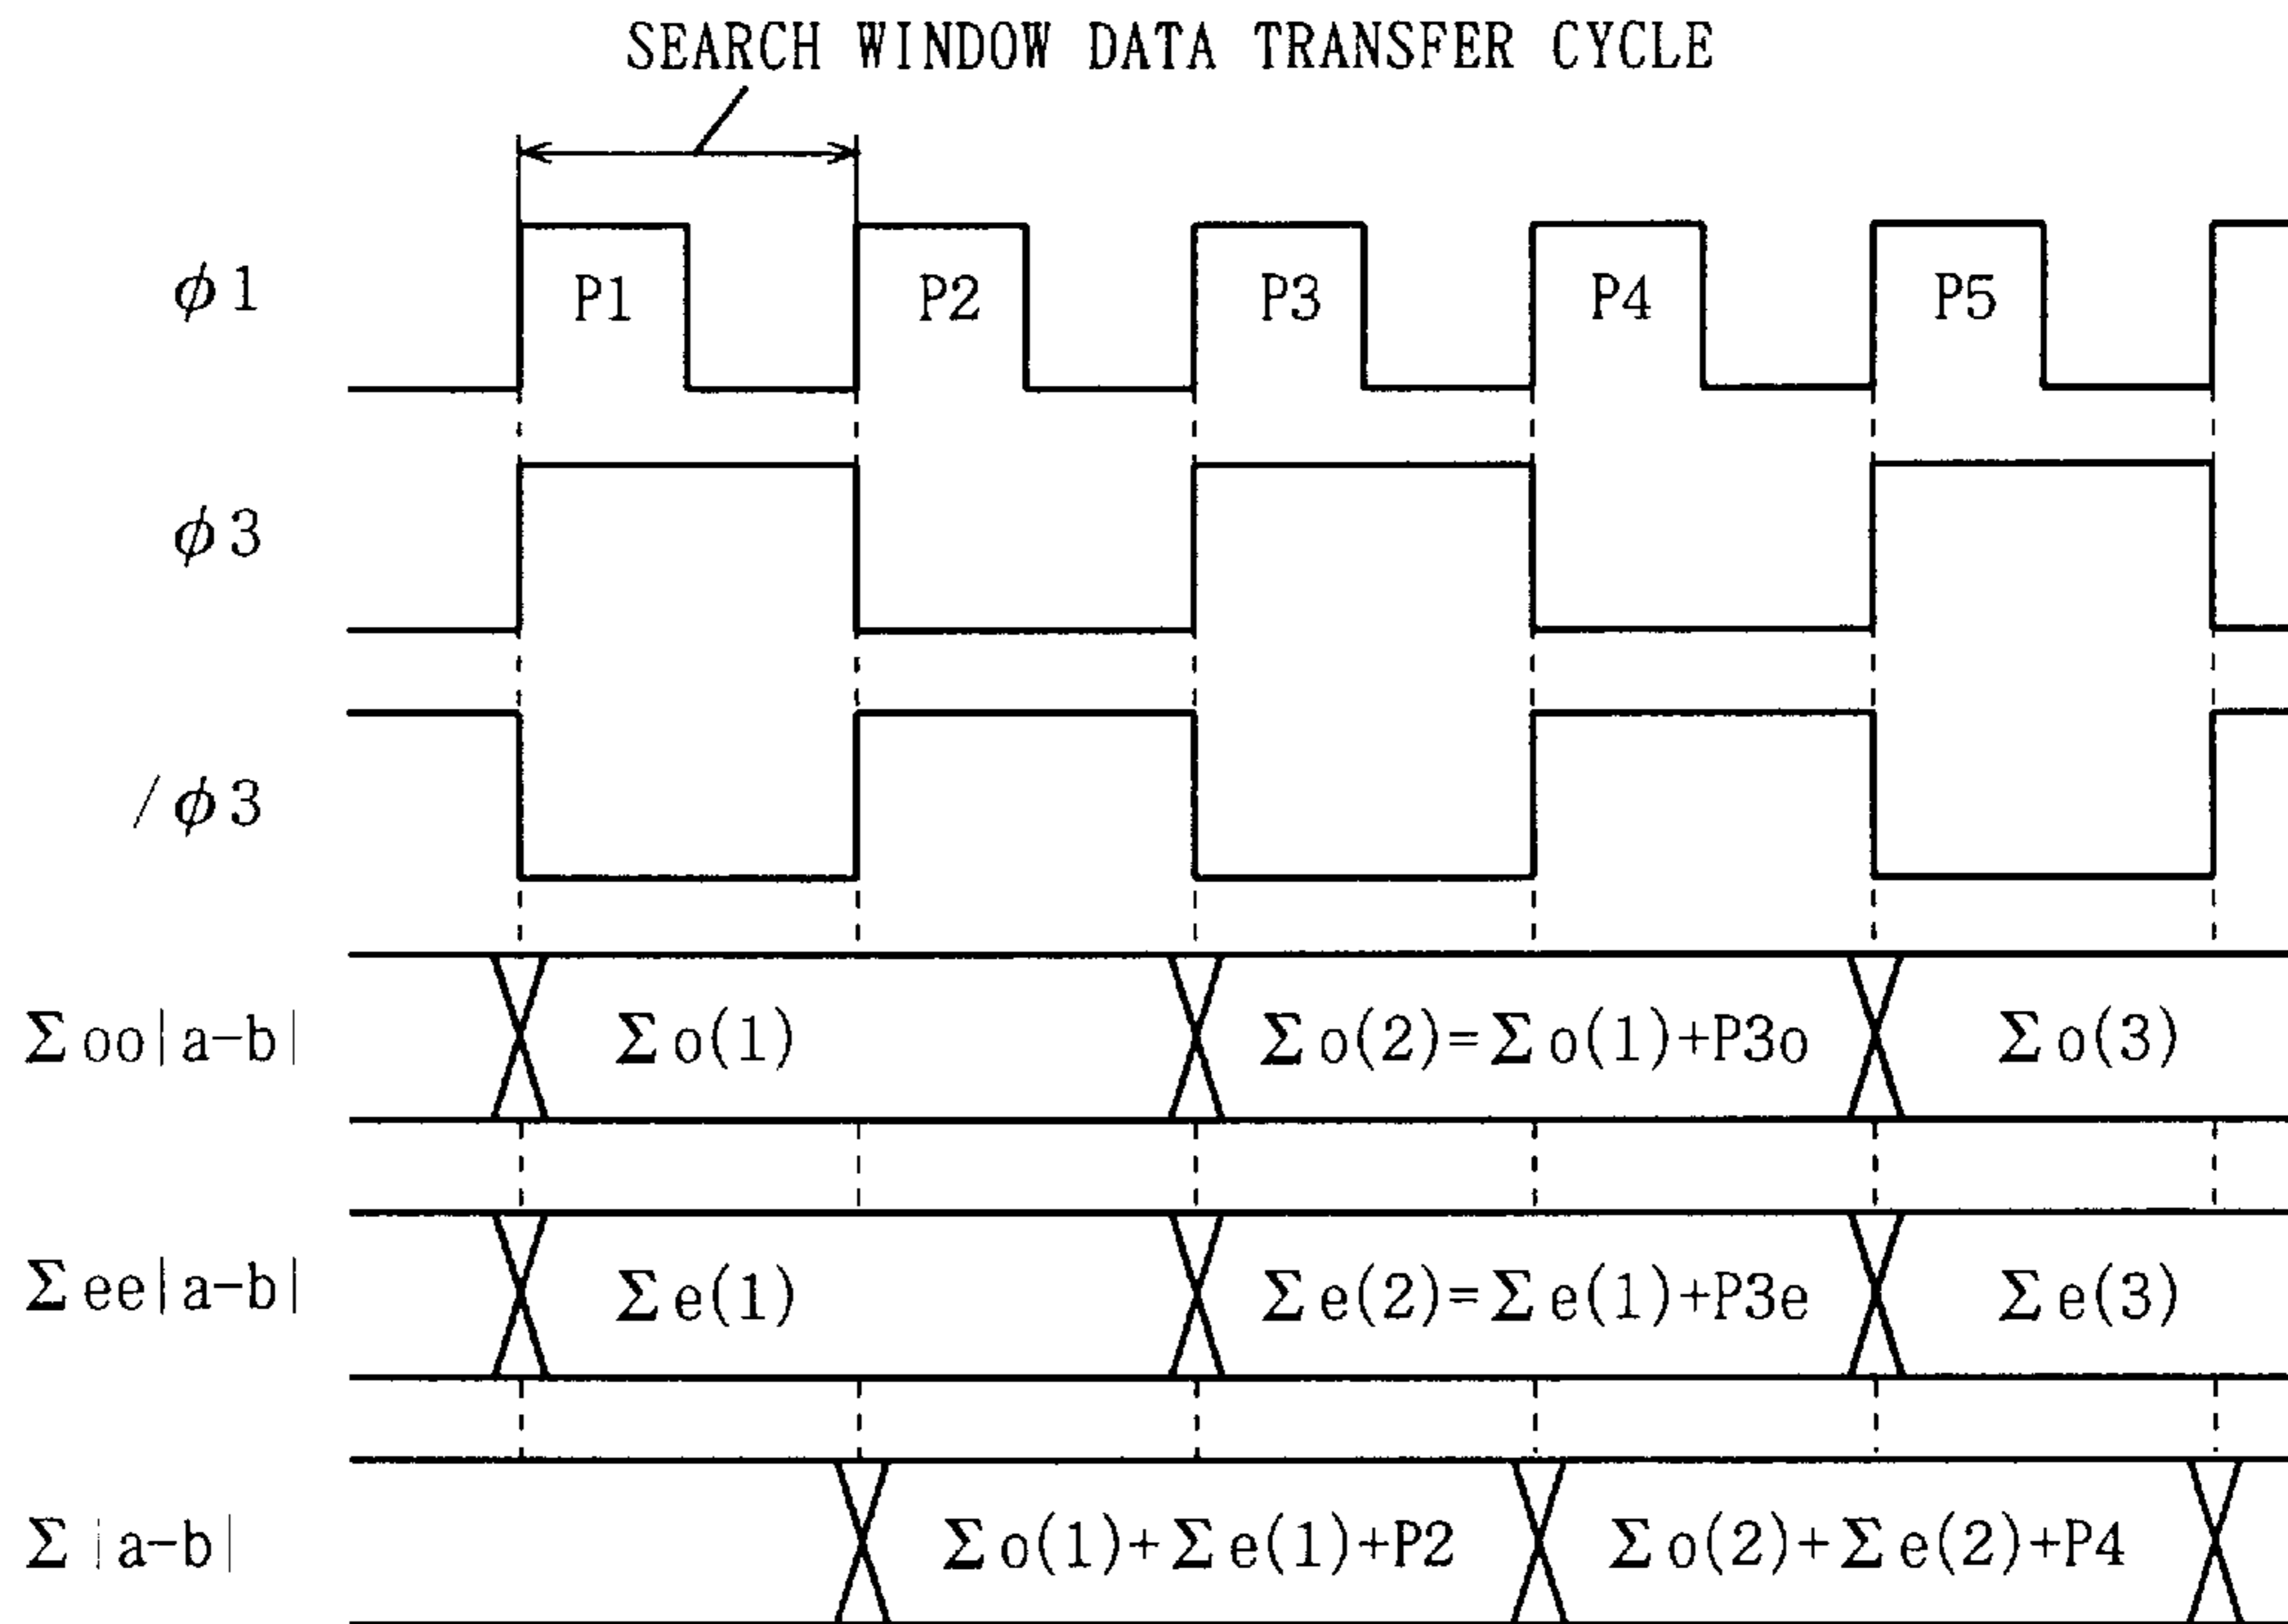 SEARCH WINDOW DATA TRANSFER CYCLE
ϕ1 P1 P2 P3 P4 P5
ϕ3
/ϕ3
Σoo|a-b| Σo(1) Σo(2)=Σo(1)+P3o Σo(3)
Σee|a-b| Σe(1) Σe(2)=Σe(1)+P3e Σe(3)
Σ|a-b| Σo(1)+Σe(1)+P2 Σo(2)+Σe(2)+P4